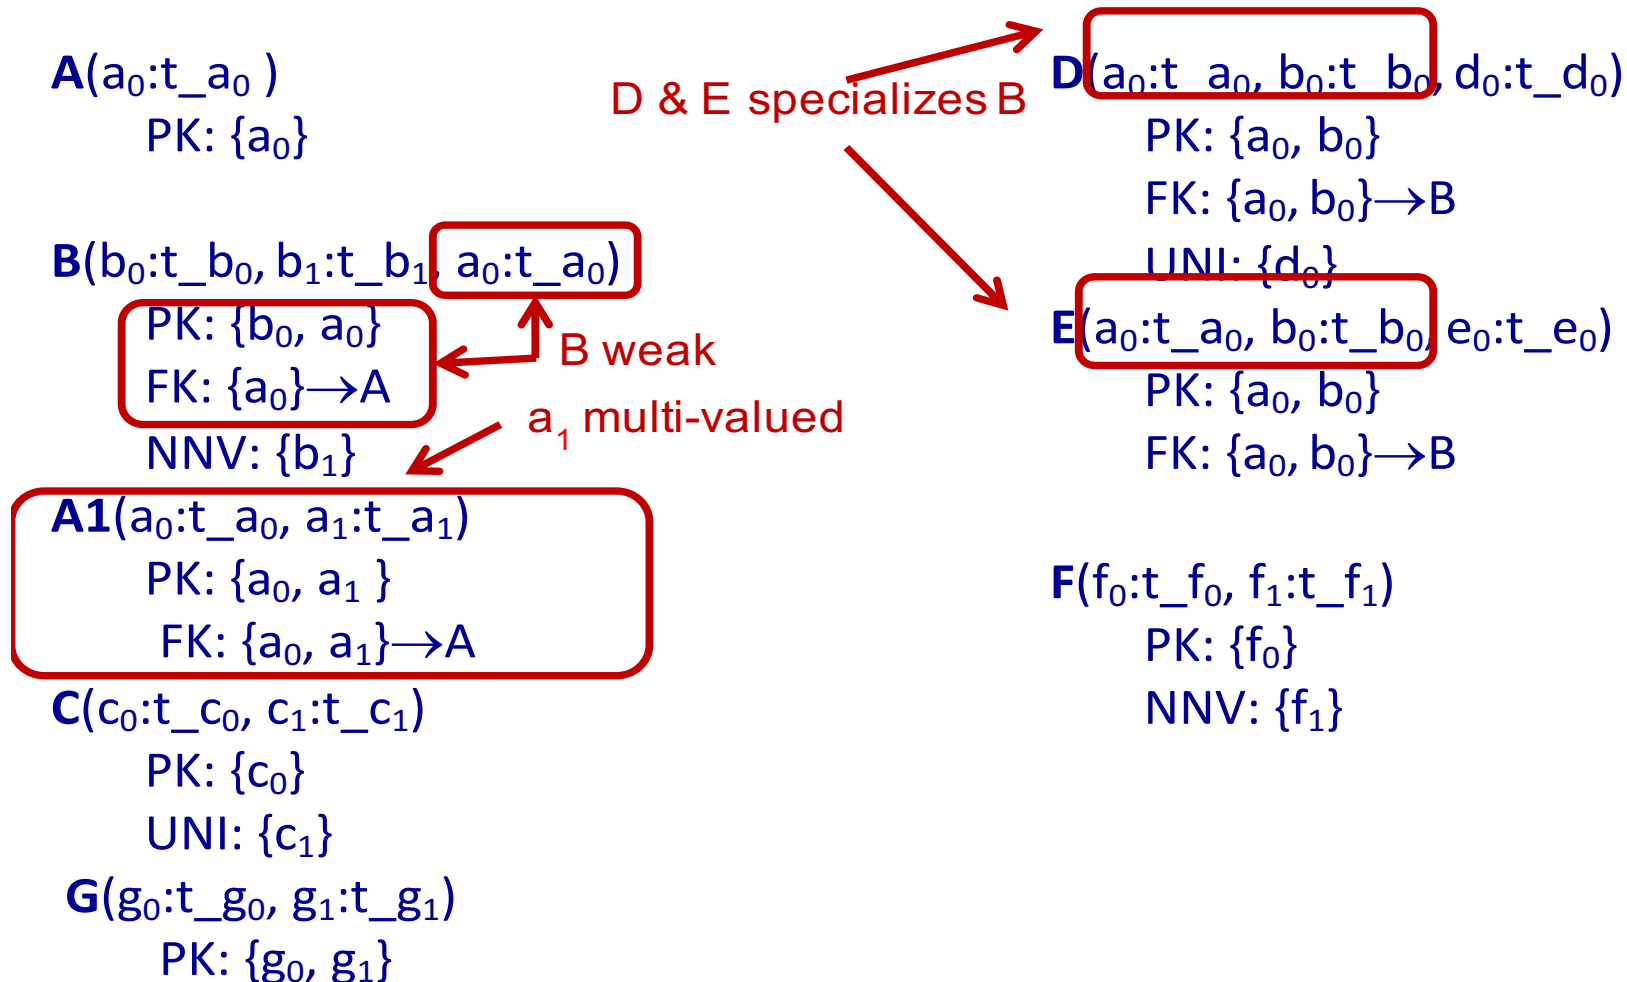 A(a₀:t_a₀ )
PK: {a₀}
B(b₀:t_b₀, b₁:t_b₁, a₀:t_a₀)
PK: {b₀, a₀}
FK: {a₀}→A
NNV: {b₁}
B weak
a₁ multi-valued
A1(a₀:t_a₀, a₁:t_a₁)
PK: {a₀, a₁ }
FK: {a₀, a₁}→A
C(c₀:t_c₀, c₁:t_c₁)
PK: {c₀}
UNI: {c₁}
G(g₀:t_g₀, g₁:t_g₁)
PK: {g₀, g₁}
D & E specializes B
D(a₀:t_a₀, b₀:t_b₀, d₀:t_d₀)
PK: {a₀, b₀}
FK: {a₀, b₀}→B
UNI: {d₀}
E(a₀:t_a₀, b₀:t_b₀, e₀:t_e₀)
PK: {a₀, b₀}
FK: {a₀, b₀}→B
F(f₀:t_f₀, f₁:t_f₁)
PK: {f₀}
NNV: {f₁}